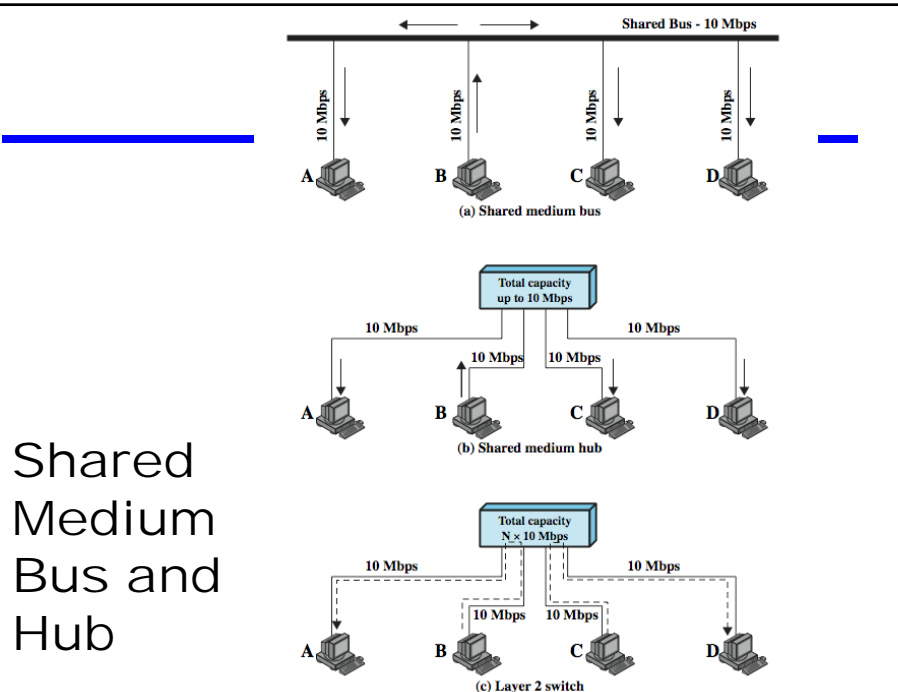 Shared Bus - 10 Mbps
10 Mbps
10 Mbps
10 Mbps
10 Mbps
A
B
C
D
(a) Shared medium bus
Total capacity
up to 10 Mbps
10 Mbps
10 Mbps
10 Mbps
10 Mbps
A
B
C
D
(b) Shared medium hub
Shared
Medium
Bus and
Hub
Total capacity
N × 10 Mbps
10 Mbps
10 Mbps
10 Mbps
10 Mbps
A
B
C
D
(c) Layer 2 switch